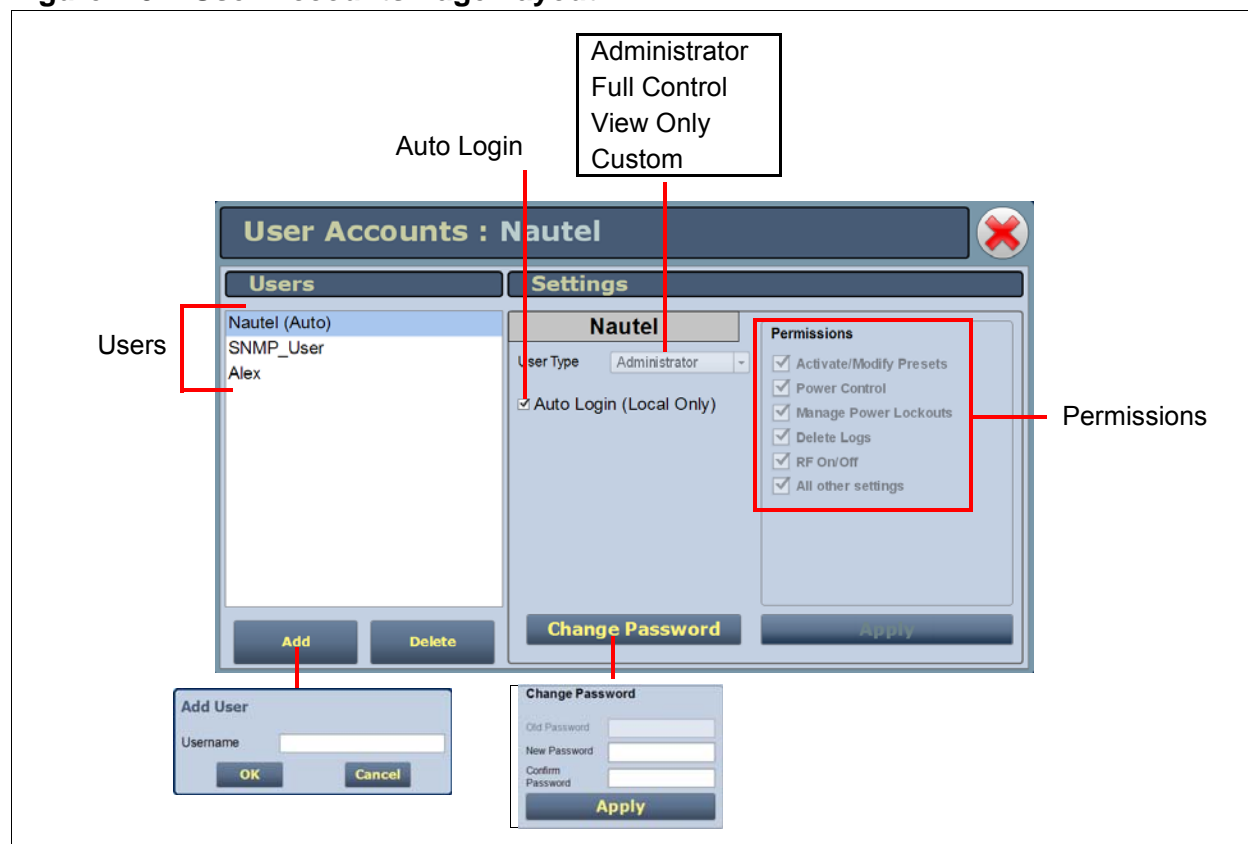 Administrator
Full Control
View Only
Custom
Auto Login
User Accounts : Nautel
Users
Settings
Users
Nautel (Auto)
SNMP_User
Alex
Nautel
User Type
Administrator
Auto Login (Local Only)
Permissions
Activate/Modify Presets
Power Control
Manage Power Lockouts
Delete Logs
RF On/Off
All other settings
Permissions
Add
Delete
Change Password
Apply
Add User
Username
OK
Cancel
Change Password
Old Password
New Password
Confirm
Password
Apply